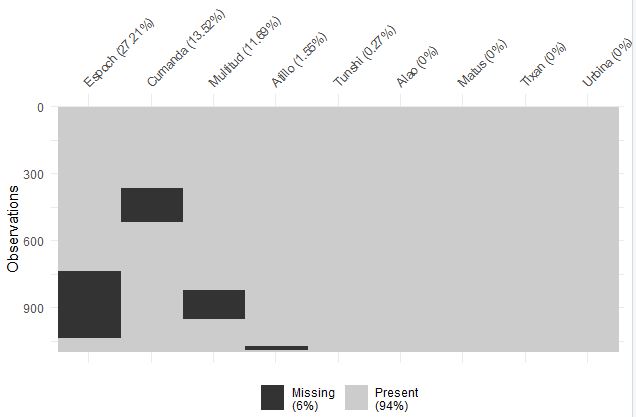 Espoch (27.21%)
Cumanda (13.52%)
Multitud (11.69%)
Atillo (1.55%)
Tunshi (0.27%)
Alao (0%)
Matus (0%)
Tixan (0%)
Urbina (0%)
Observations
0
300
600
900
Missing
(6%)
Present
(94%)